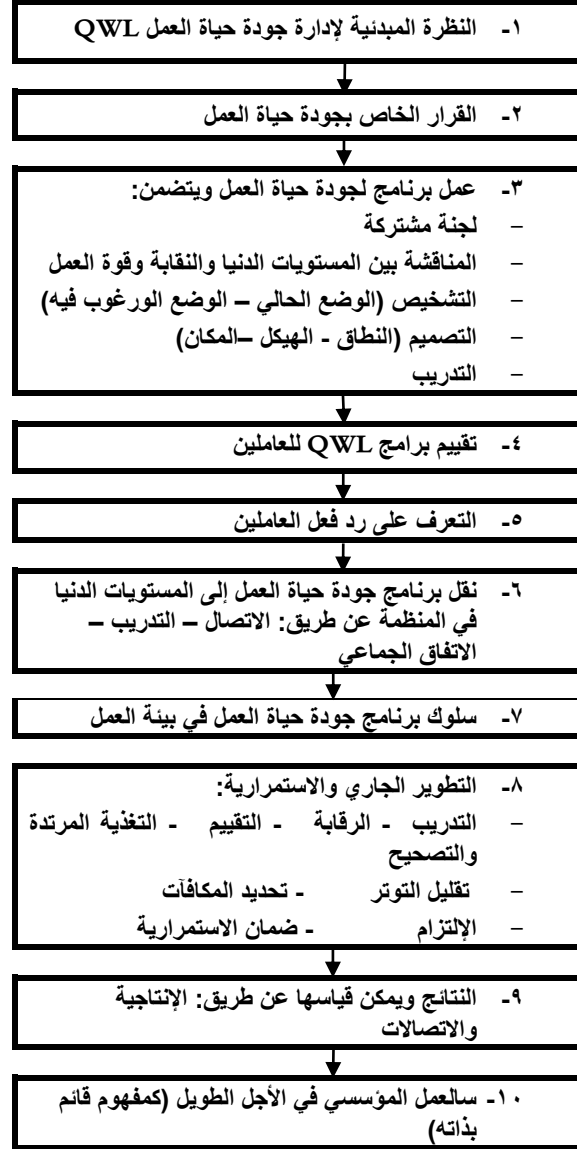 ١- النظرة المبدئية لإدارة جودة حياة العمل QWL
٢- القرار الخاص بجودة حياة العمل
٣- عمل برنامج لجودة حياة العمل ويتضمن:
– لجنة مشتركة
– المناقشة بين المستويات الدنيا والنقابة وقوة العمل
– التشخيص (الوضع الحالي – الوضع الورغوب فيه)
– التصميم (النطاق - الهيكل –المكان)
– التدريب
٤- تقييم برامج QWL للعاملين
٥- التعرف على رد فعل العاملين
٦- نقل برنامج جودة حياة العمل إلى المستويات الدنيا
في المنظمة عن طريق: الاتصال – التدريب –
الاتفاق الجماعي
٧- سلوك برنامج جودة حياة العمل في بيئة العمل
٨- التطوير الجاري والاستمرارية:
– التدريب - الرقابة - التقييم - التغذية المرتدة
والتصحيح
– تقليل التوتر - تحديد المكافآت
– الإلتزام - ضمان الاستمرارية
٩- النتائج ويمكن قياسها عن طريق: الإنتاجية
والاتصالات
١٠- سالعمل المؤسسي في الأجل الطويل (كمفهوم قائم
بذاته)